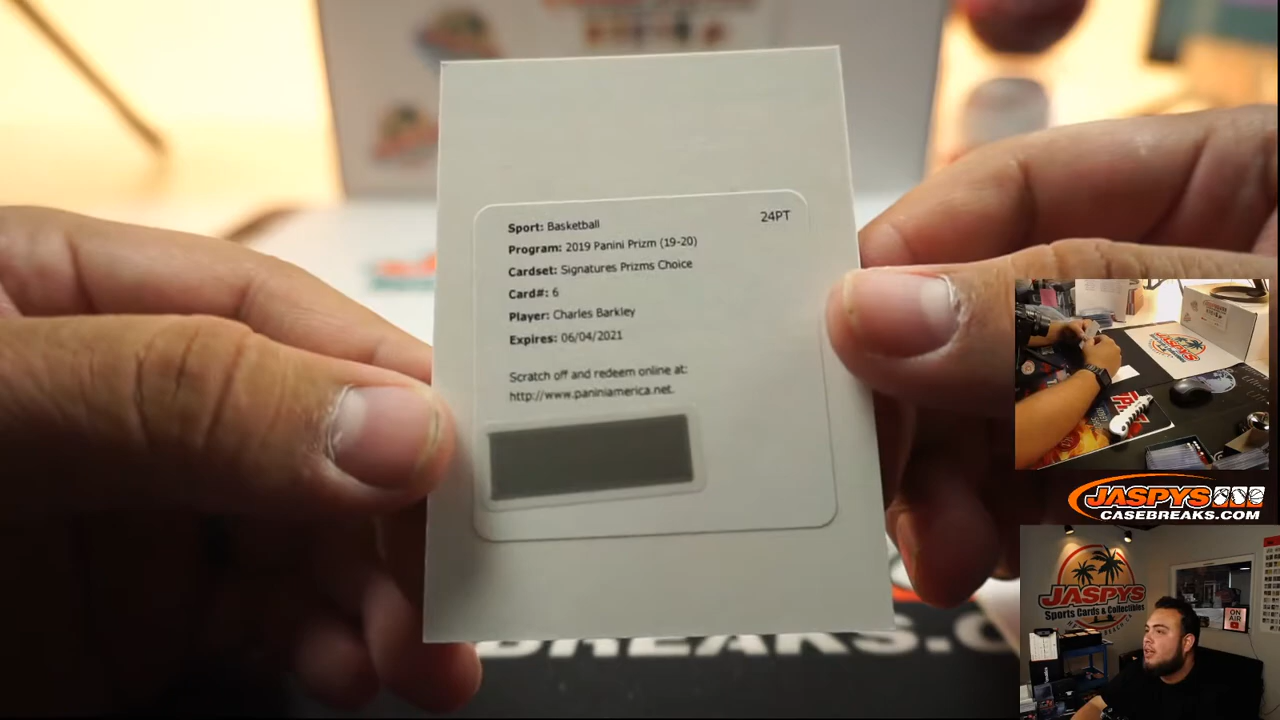 Sport: Basketball
24PT
Program: 2019 Panini Prizm (19-20)
Cardset: Signatures Prizms Choice
Card#: 6
Player: Charles Barkley
Expires: 06/04/2021
Scratch off and redeem online at:
http://www.paniniamerica.net.
JASPYS
CASEBREAKS.COM
JASPYS
Sports Cards & Collectibles
ON
AIR